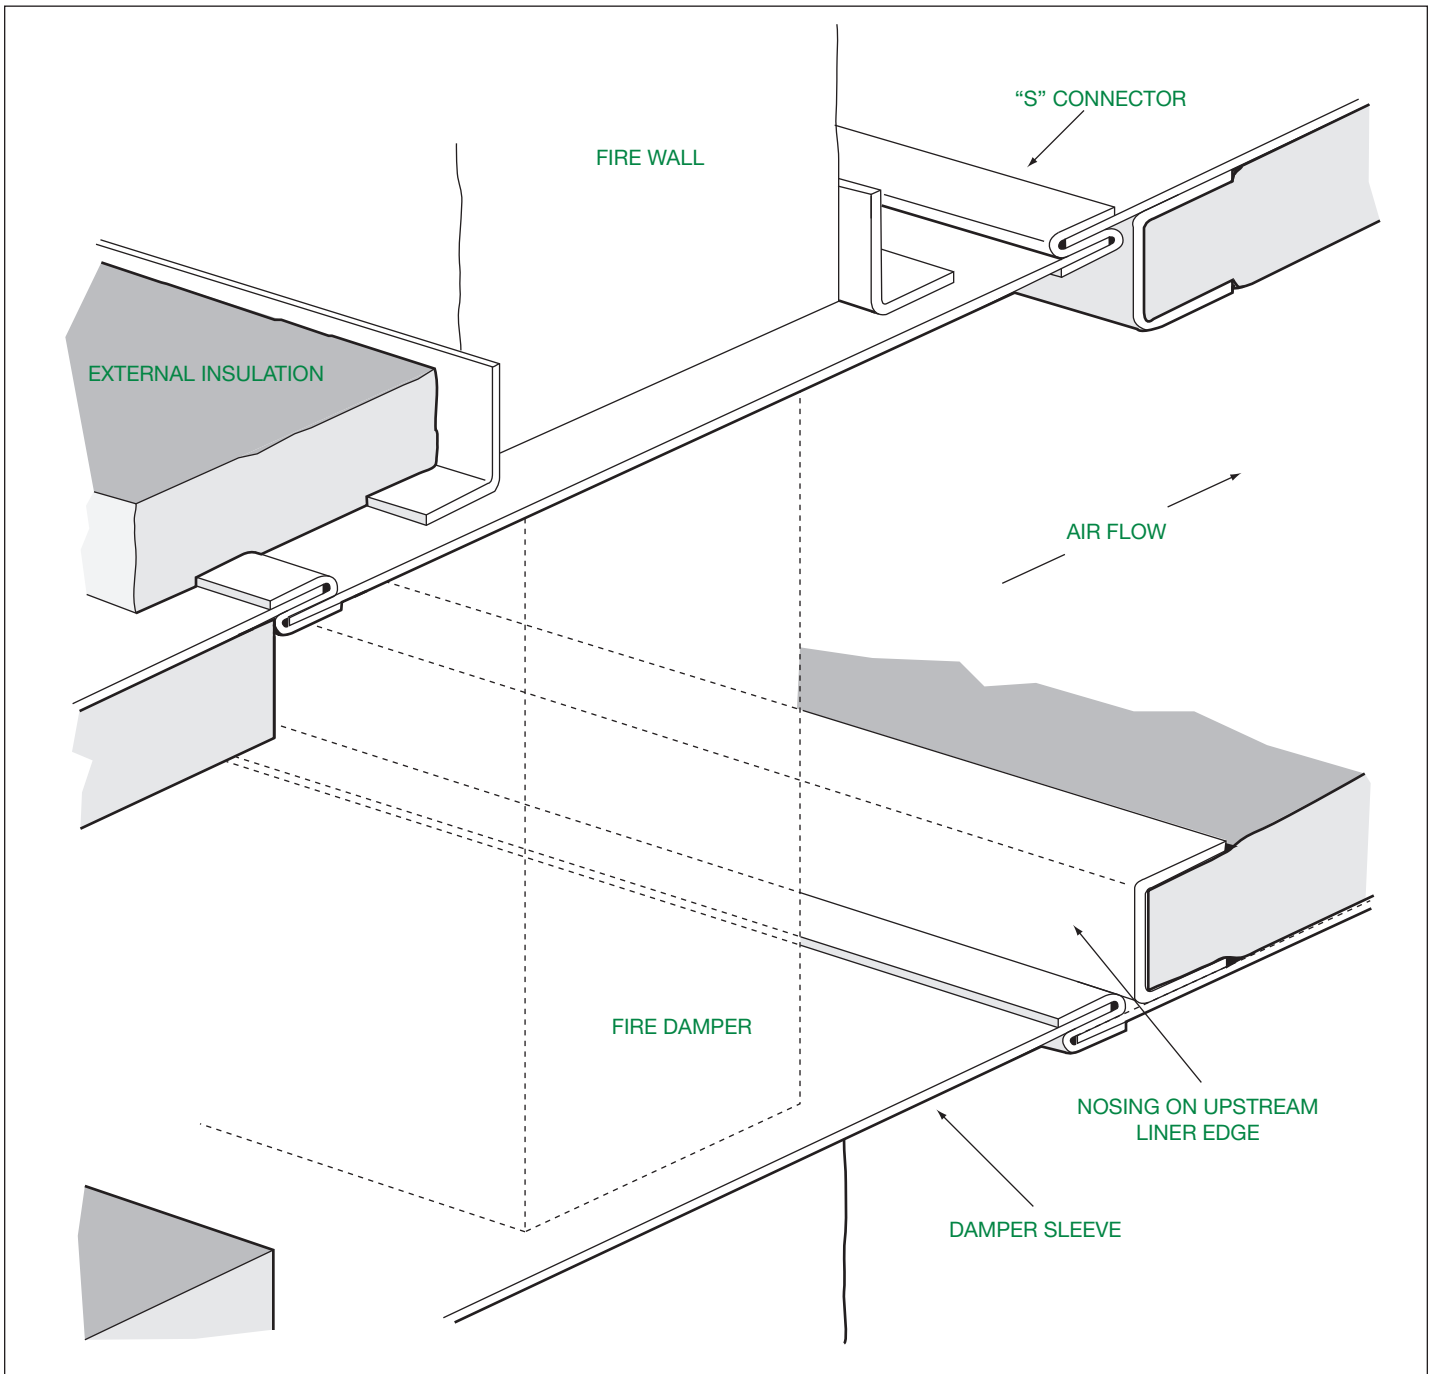 “S” CONNECTOR
FIRE WALL
EXTERNAL INSULATION
AIR FLOW
FIRE DAMPER
NOSING ON UPSTREAM
LINER EDGE
DAMPER SLEEVE